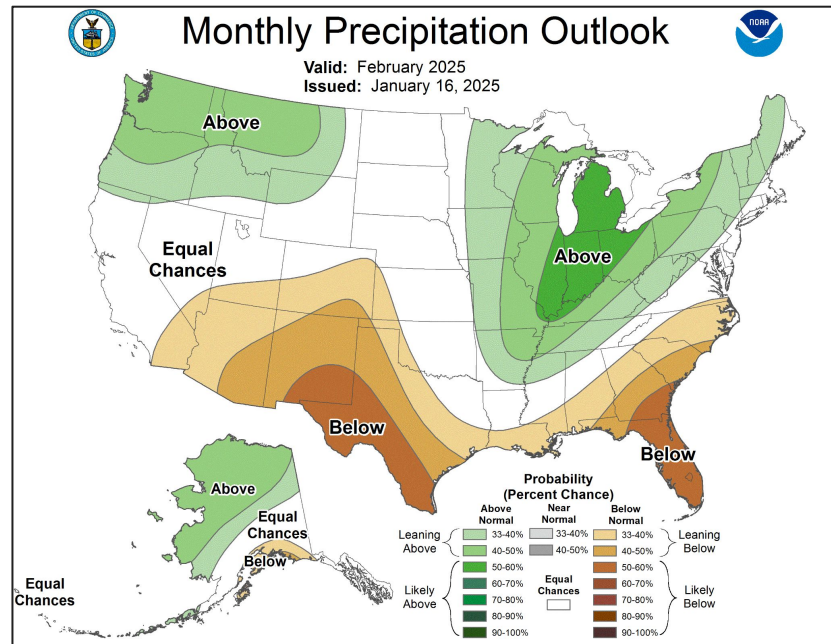 Monthly Precipitation Outlook
NOAA
Valid: February 2025
Issued: January 16, 2025
Above
Equal
Chances
Above
Below
Below
Above
Equal
Chances
Below
Equal
Chances
Probability
(Percent Chance)
Above
Normal
Near
Normal
Below
Normal
Leaning
Above
33-40%
40-50%
33-40%
40-50%
33-40%
40-50%
Leaning
Below
Likely
Above
50-60%
60-70%
70-80%
80-90%
90-100%
Equal
Chances
50-60%
60-70%
70-80%
80-90%
90-100%
Likely
Below